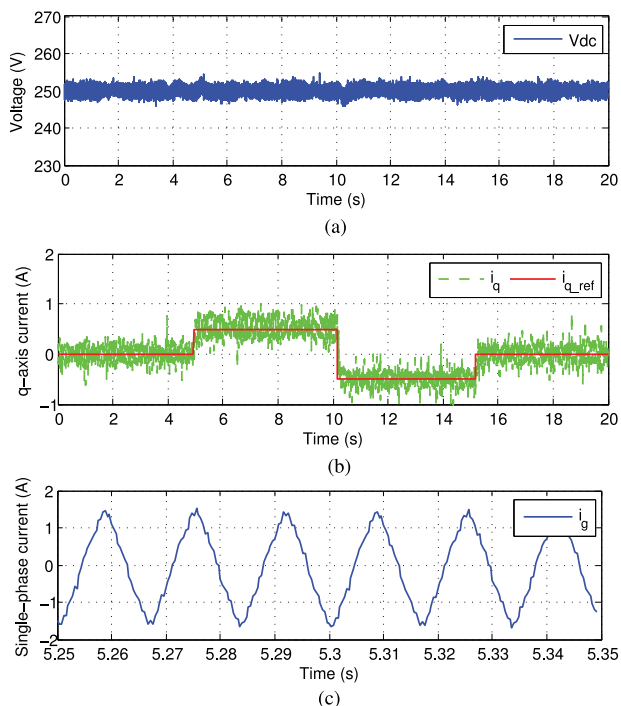 270
260
250
240
230
Voltage (V)
Vdc
0 2 4 6 8 10 12 14 16 18 20
Time (s)
(a)
2
1
0
−1
q−axis current (A)
i_q i_q_ref
0 2 4 6 8 10 12 14 16 18 20
Time (s)
(b)
2
1
0
−1
−2
Single−phase current (A)
i_g
5.25 5.26 5.27 5.28 5.29 5.3 5.31 5.32 5.33 5.34 5.35
Time (s)
(c)